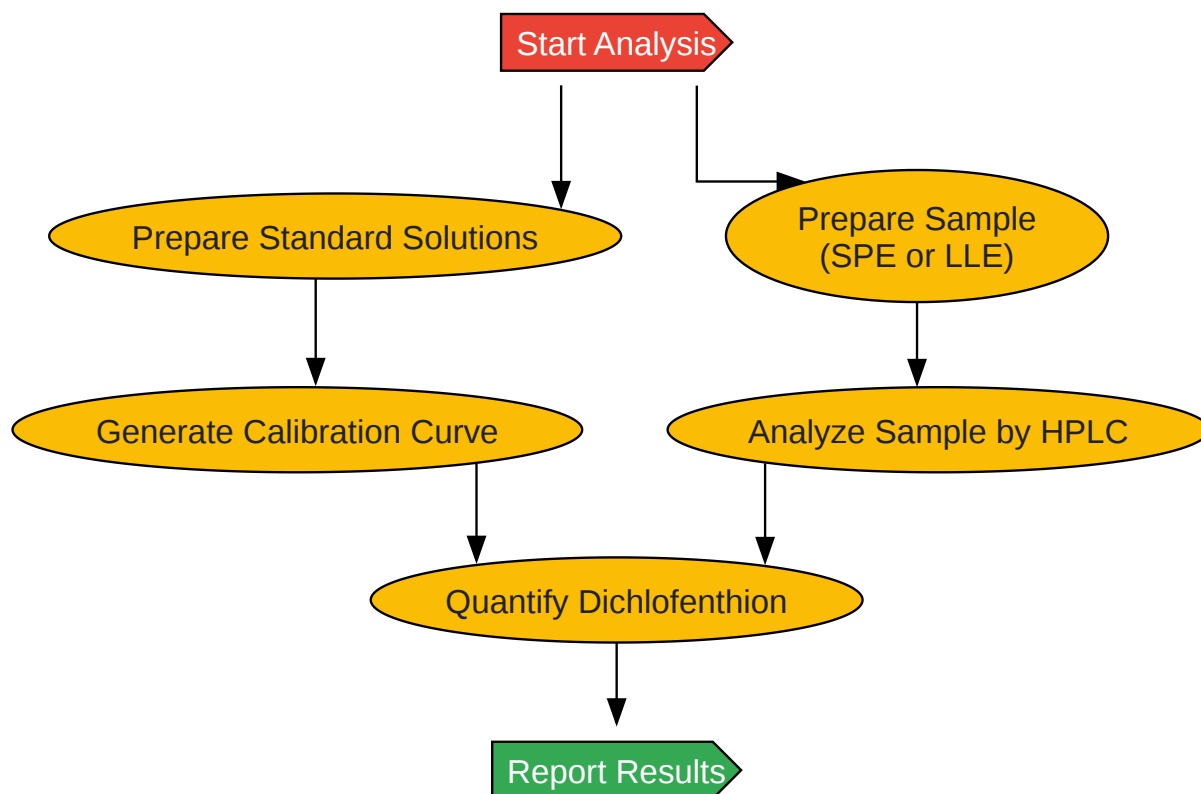 Start Analysis
Prepare Standard Solutions
Prepare Sample
(SPE or LLE)
Generate Calibration Curve
Analyze Sample by HPLC
Quantify Dichlofenthion
Report Results